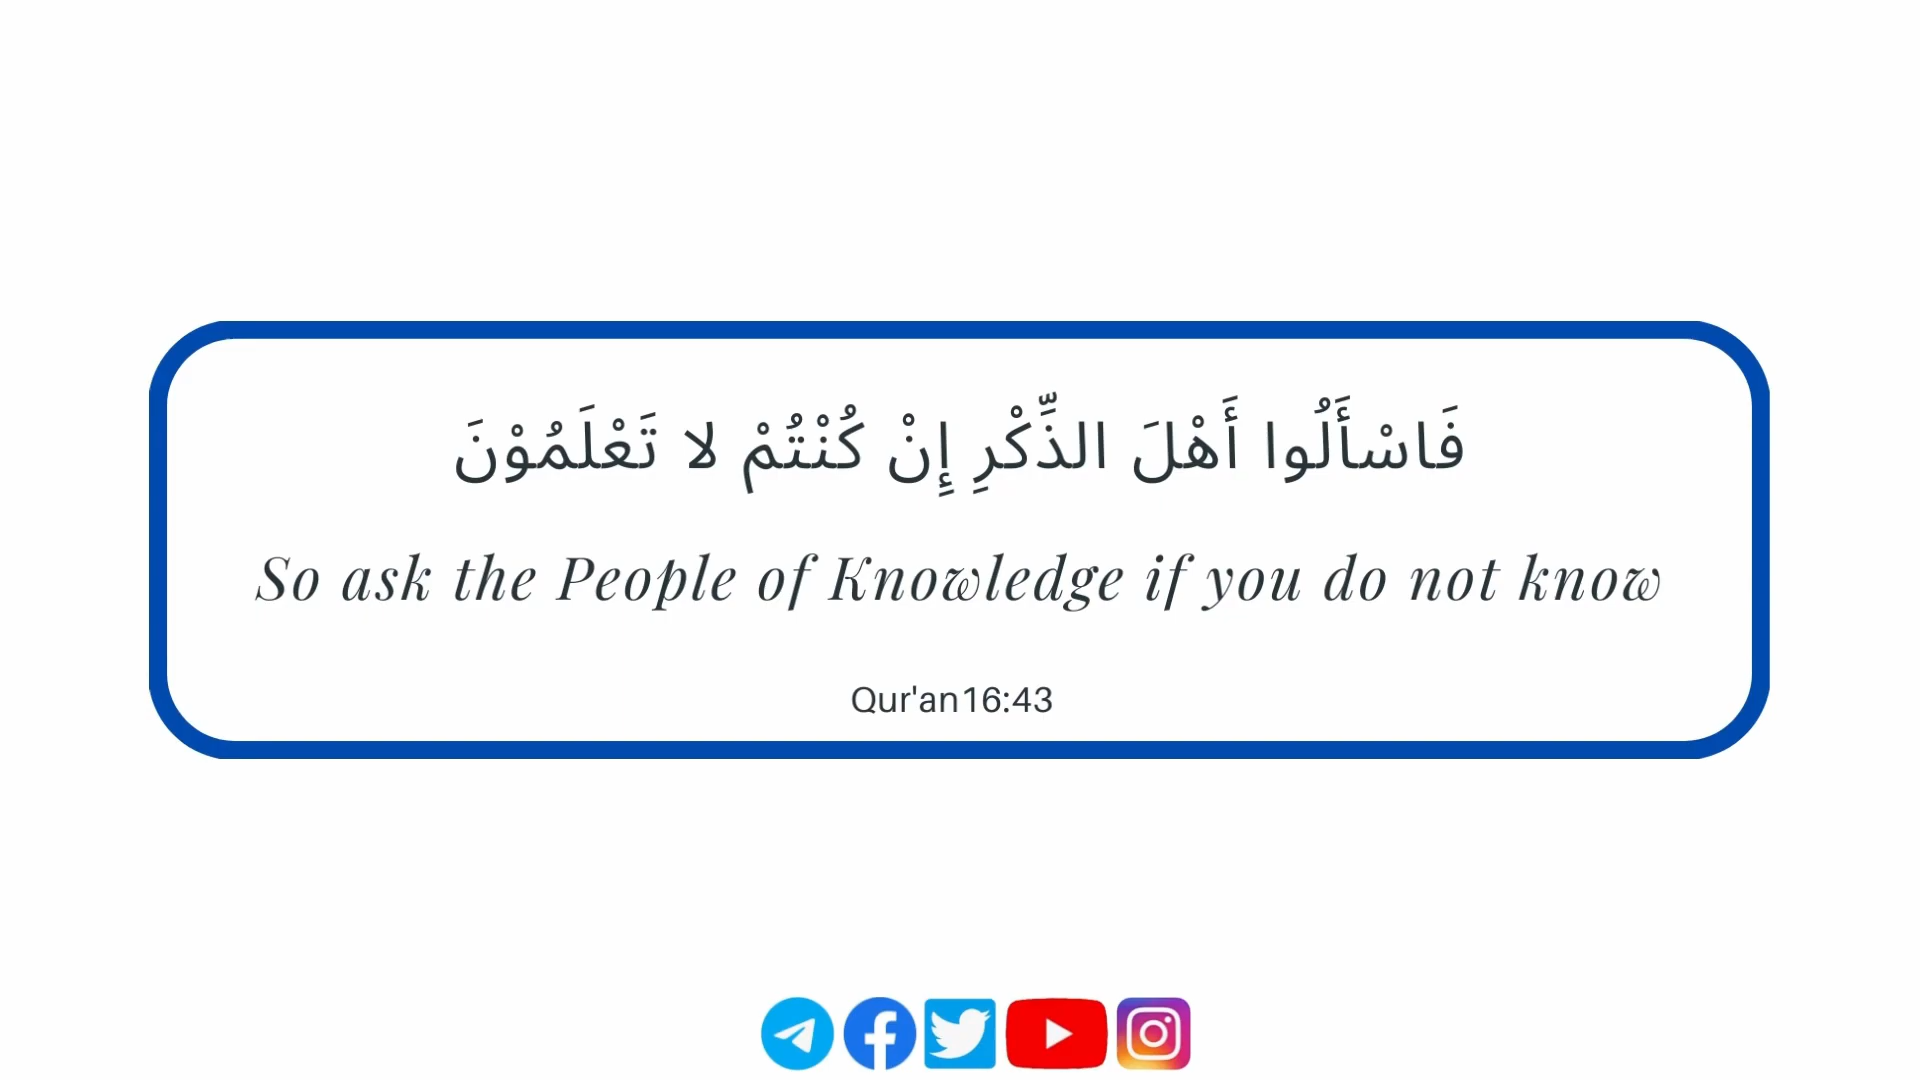 فَاسْأَلُوا أَهْلَ الذِّكْرِ إِنْ كُنْتُمْ لا تَعْلَمُوْنَ
So ask the People of Knowledge if you do not know
Qur'an16:43